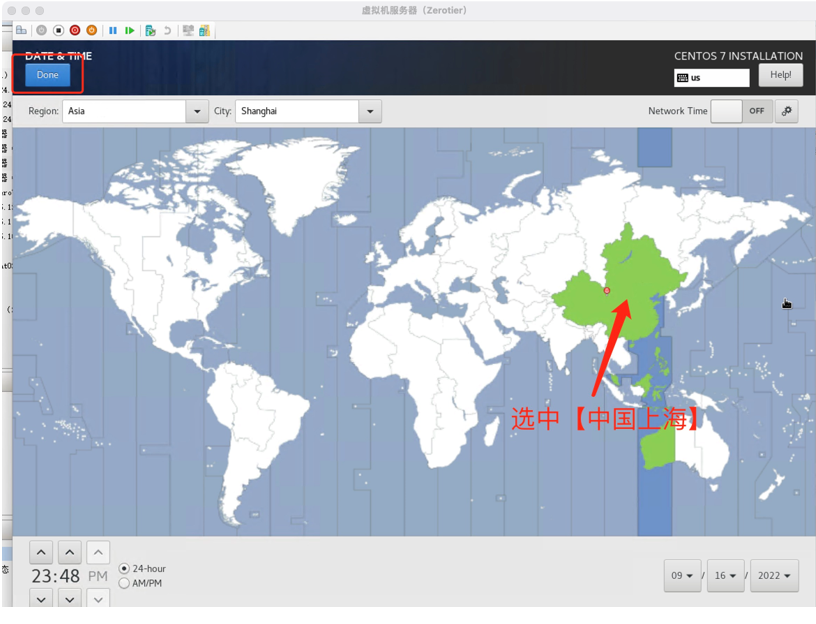 虚拟机服务器（Zerotier）
DATE & TIME
CENTOS 7 INSTALLATION
Done
us
Help!
Region:
Asia
City:
Shanghai
Network Time
OFF
选中【中国上海】
23:48
PM
24-hour
AM/PM
09 / 16 / 2022